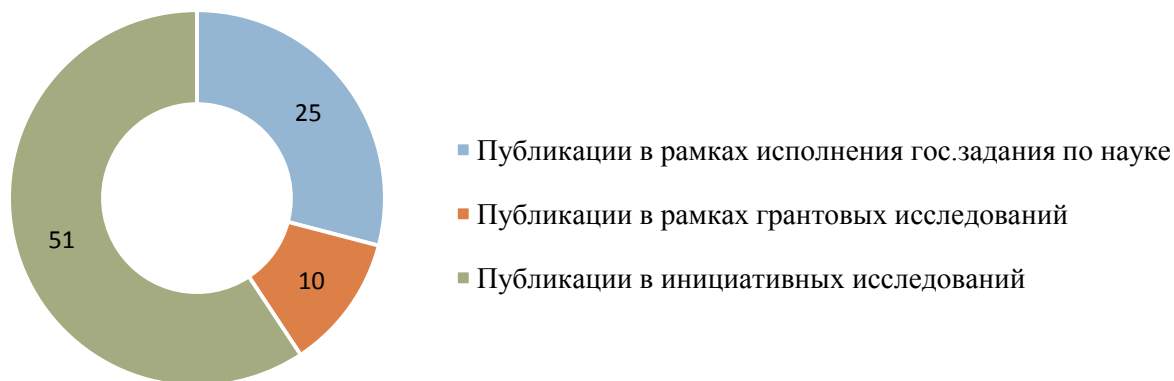 25
Публикации в рамках исполнения гос.задания по науке
Публикации в рамках грантовых исследований
51
10
Публикации в инициативных исследований